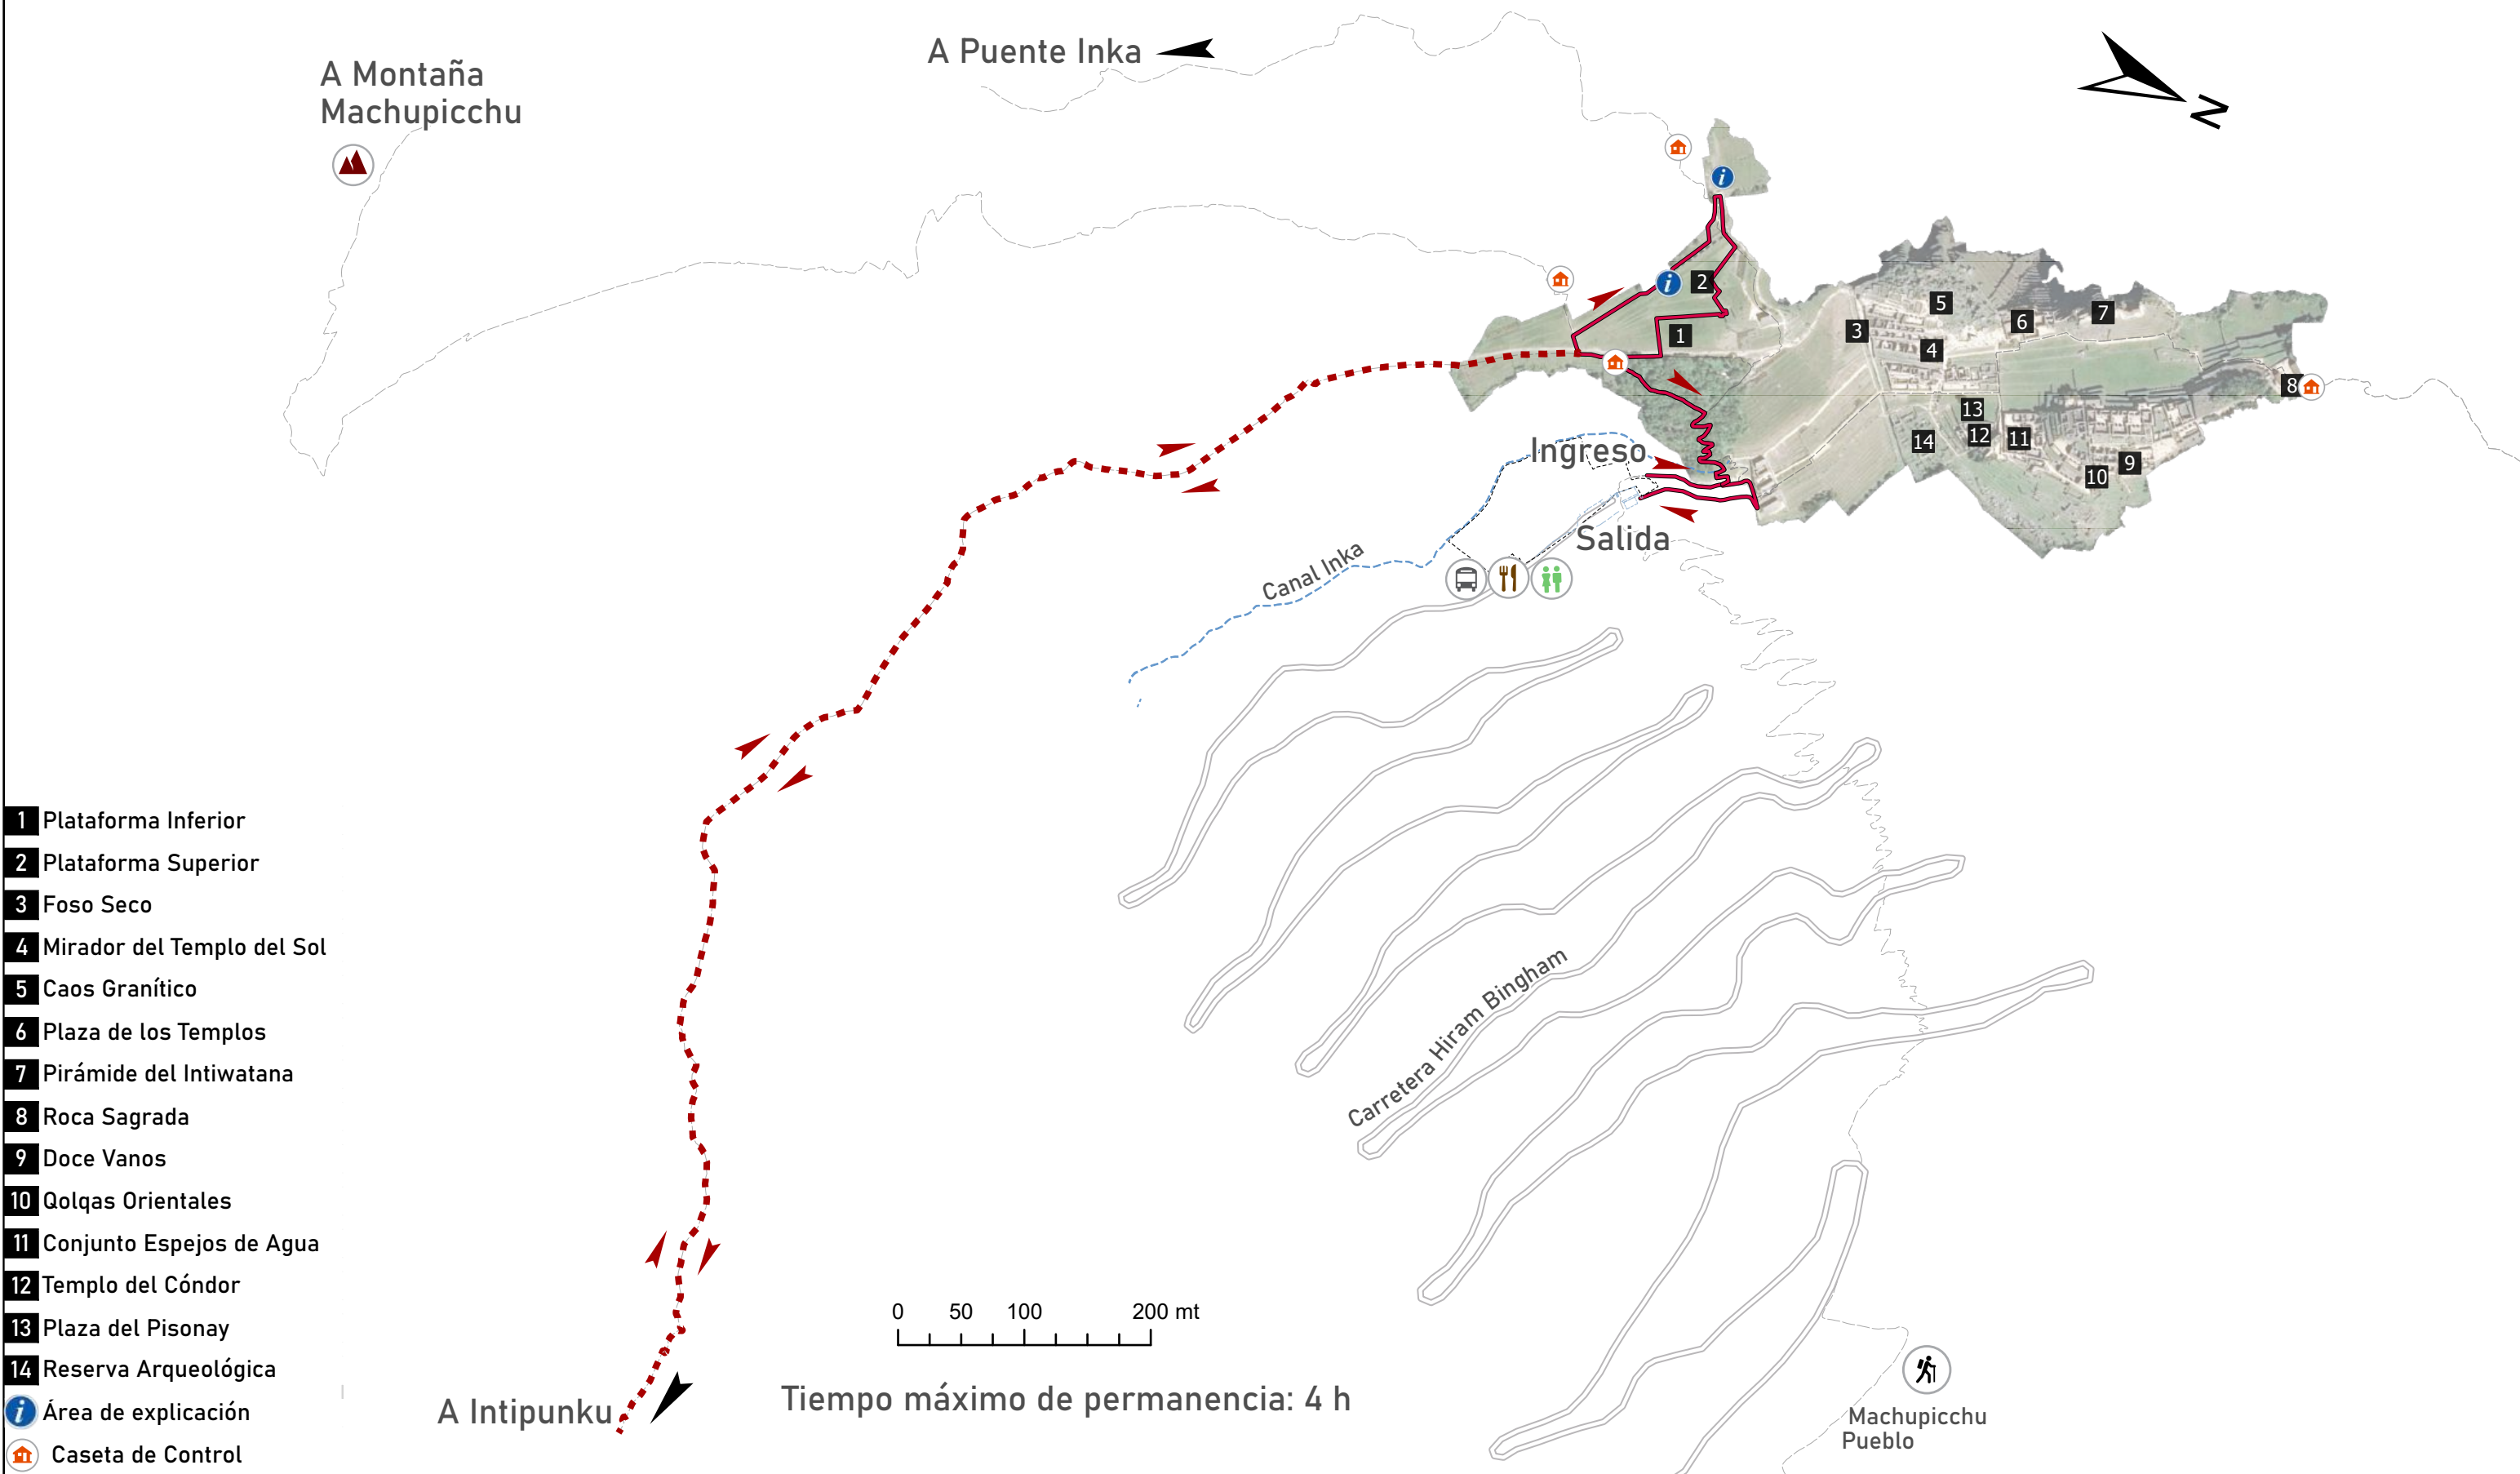 A Montaña
Machupicchu
A Puente Inka
N
2
1
3
5
4
6
7
8
13
12
11
14
10
9
Ingreso
Salida
Canal Inka
Carretera Hiram Bingham
1 Plataforma Inferior
2 Plataforma Superior
3 Foso Seco
4 Mirador del Templo del Sol
5 Caos Granítico
6 Plaza de los Templos
7 Pirámide del Intiwatana
8 Roca Sagrada
9 Doce Vanos
10 Qolqas Orientales
11 Conjunto Espejos de Agua
12 Templo del Cóndor
13 Plaza del Pisonay
14 Reserva Arqueológica
i Área de explicación
Caseta de Control
A Intipunku
0 50 100 200 mt
Tiempo máximo de permanencia: 4 h
Machupicchu
Pueblo
i
i